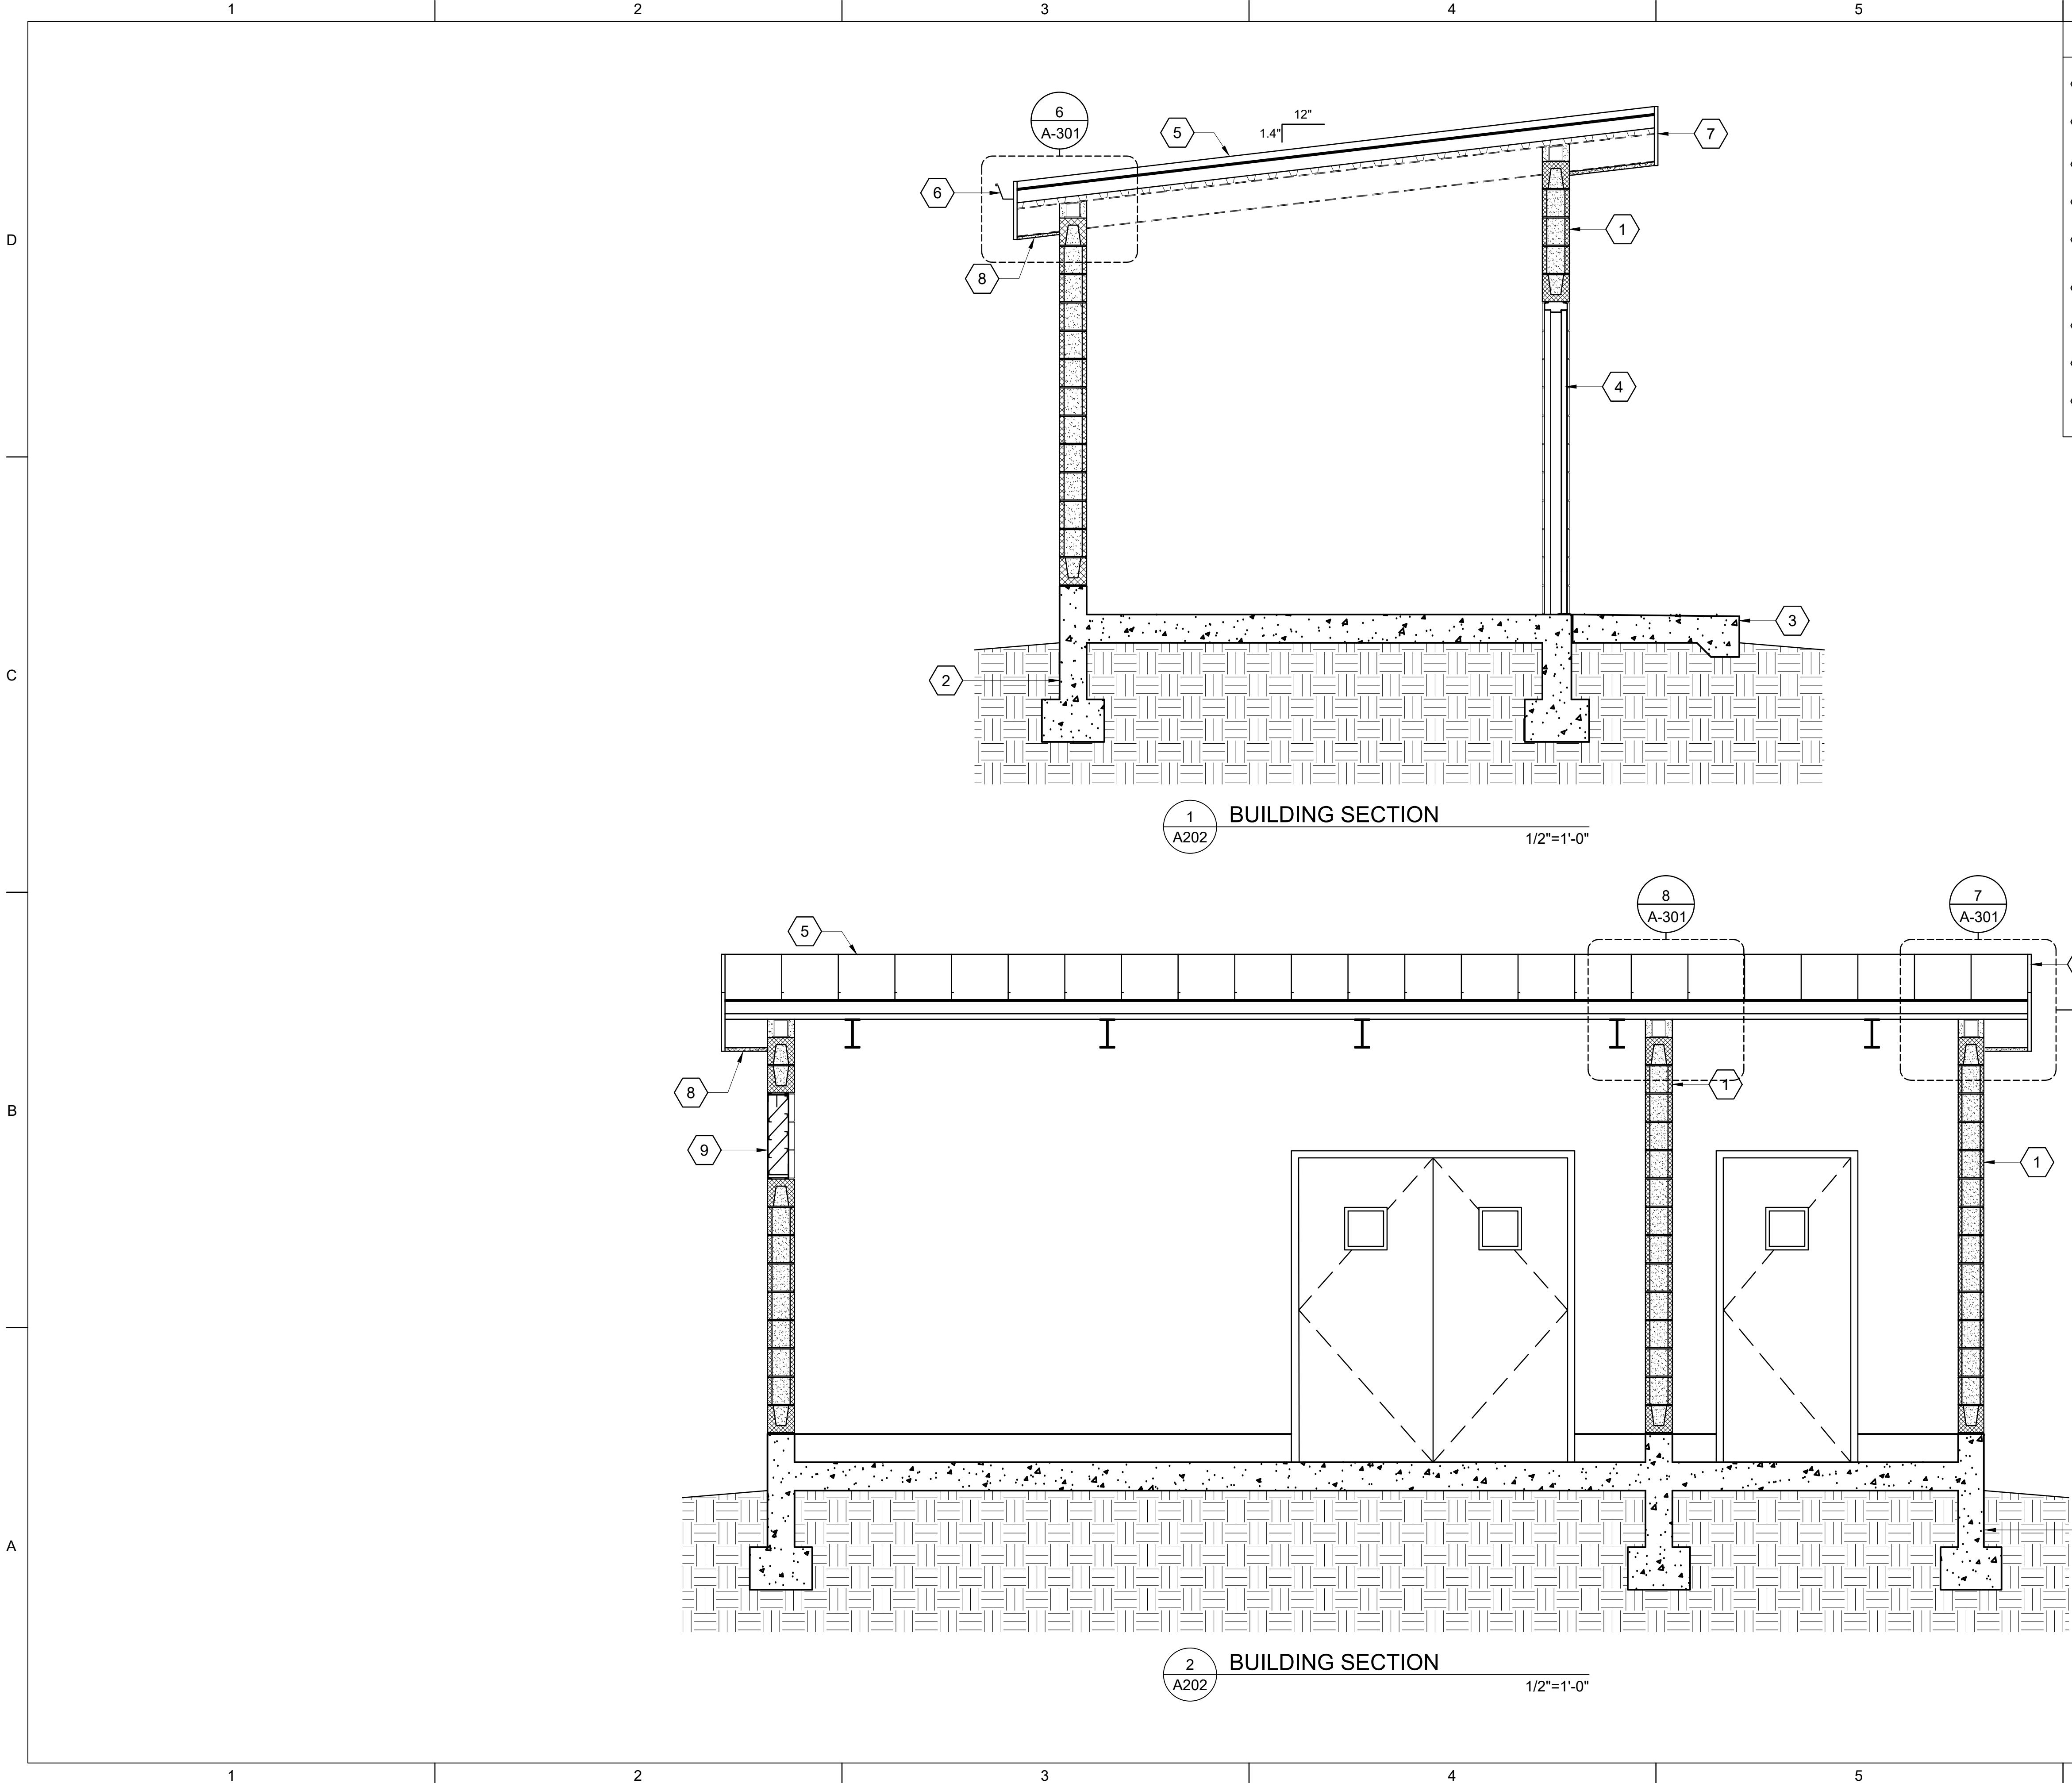 1 2 3 4 5
D
C
B
A
6
A-301
5
12"
1.4"
7
6
8
1
4
3
2
1
A202
BUILDING SECTION
1/2"=1'-0"
8
A-301
7
A-301
5
8
1
9
1
2
A202
BUILDING SECTION
1/2"=1'-0"
1 2 3 4 5